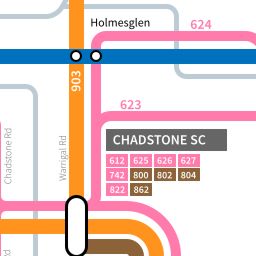 Holmesglen
624
903
623
CHADSTONE SC
612 625 626 627
742 800 802 804
822 862
Chadstone Rd
Warrigal Rd
rd